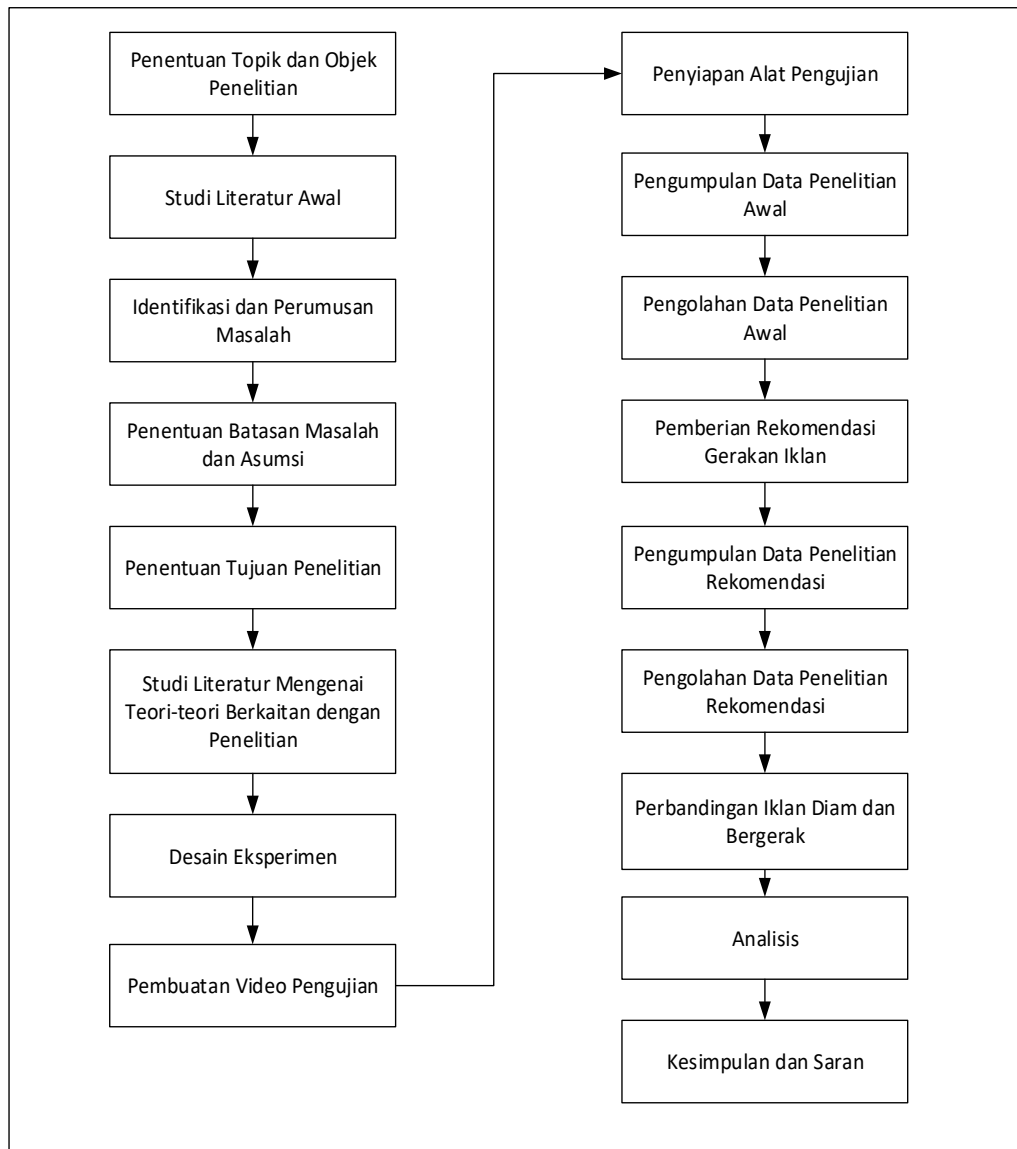 Penentuan Topik dan Objek
Penelitian
Studi Literatur Awal
Identifikasi dan Perumusan
Masalah
Penentuan Batasan Masalah
dan Asumsi
Penentuan Tujuan Penelitian
Studi Literatur Mengenai
Teori-teori Berkaitan dengan
Penelitian
Desain Eksperimen
Pembuatan Video Pengujian
Penyiapan Alat Pengujian
Pengumpulan Data Penelitian
Awal
Pengolahan Data Penelitian
Awal
Pemberian Rekomendasi
Gerakan Iklan
Pengumpulan Data Penelitian
Rekomendasi
Pengolahan Data Penelitian
Rekomendasi
Perbandingan Iklan Diam dan
Bergerak
Analisis
Kesimpulan dan Saran